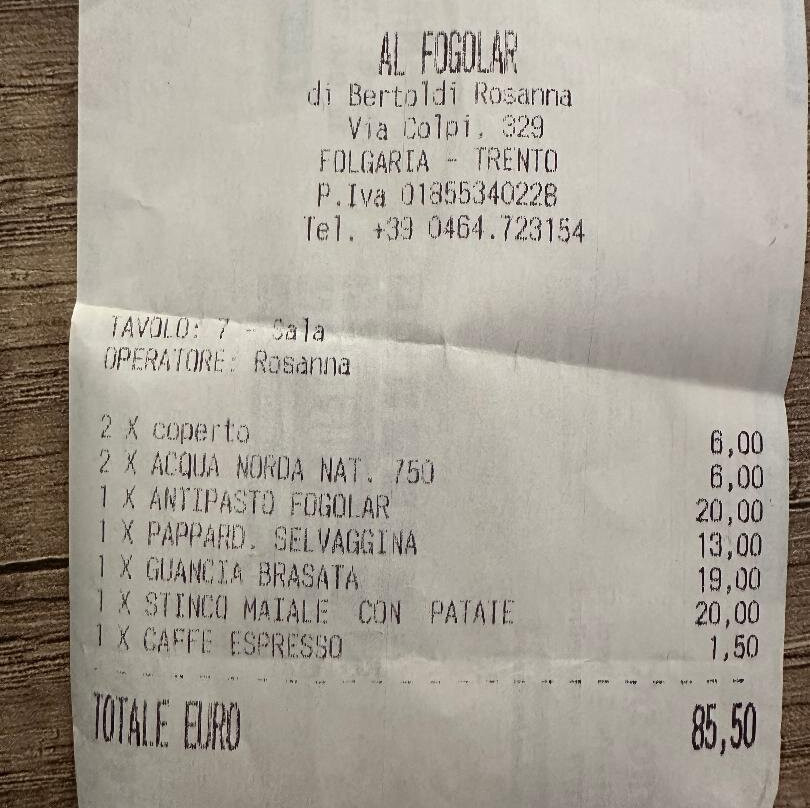 AL FOGOLAR
di Bertoldi Rosanna
Via Colpi, 329
FOLGARIA - TRENTO
P.Iva 01855340228
Tel. +39 0464.723154
TAVOLO: 7 - Sala
OPERATORE: Rosanna
2 X coperto 6,00
2 X ACQUA NORDA NAT. 750 6,00
1 X ANTIPASTO FOGOLAR 20,00
1 X PAPPARD. SELVAGGINA 13,00
1 X GUANCIA BRASATA 19,00
1 X STINCO MAIALE CON PATATE 20,00
1 X CAFFE ESPRESSO 1,50
TOTALE EURO 85,50